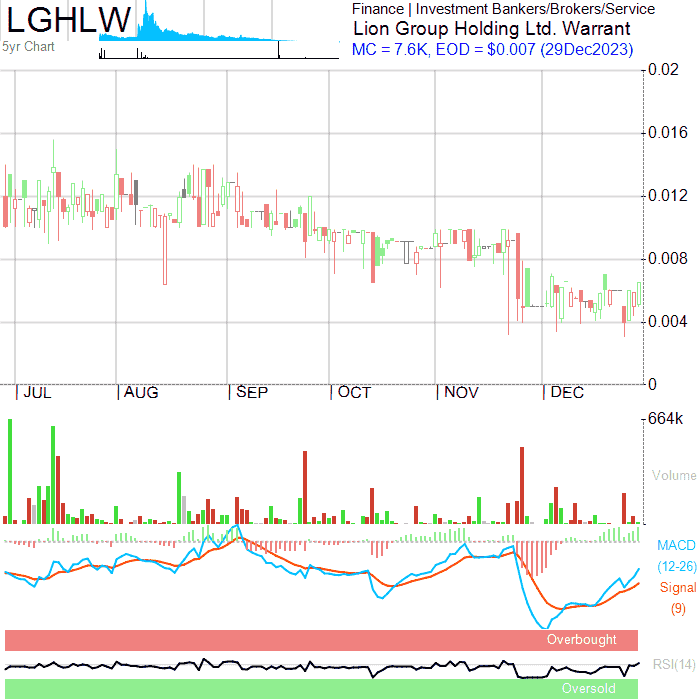 LGHLW
5yr Chart
Finance | Investment Bankers/Brokers/Service
Lion Group Holding Ltd. Warrant
MC = 7.6K, EOD = $0.007 (29Dec2023)
0.02
0.016
0.012
0.008
0.004
0
JUL AUG SEP OCT NOV DEC
664k
Volume
MACD
(12-26)
Signal
(9)
Overbought
RSI(14)
Oversold